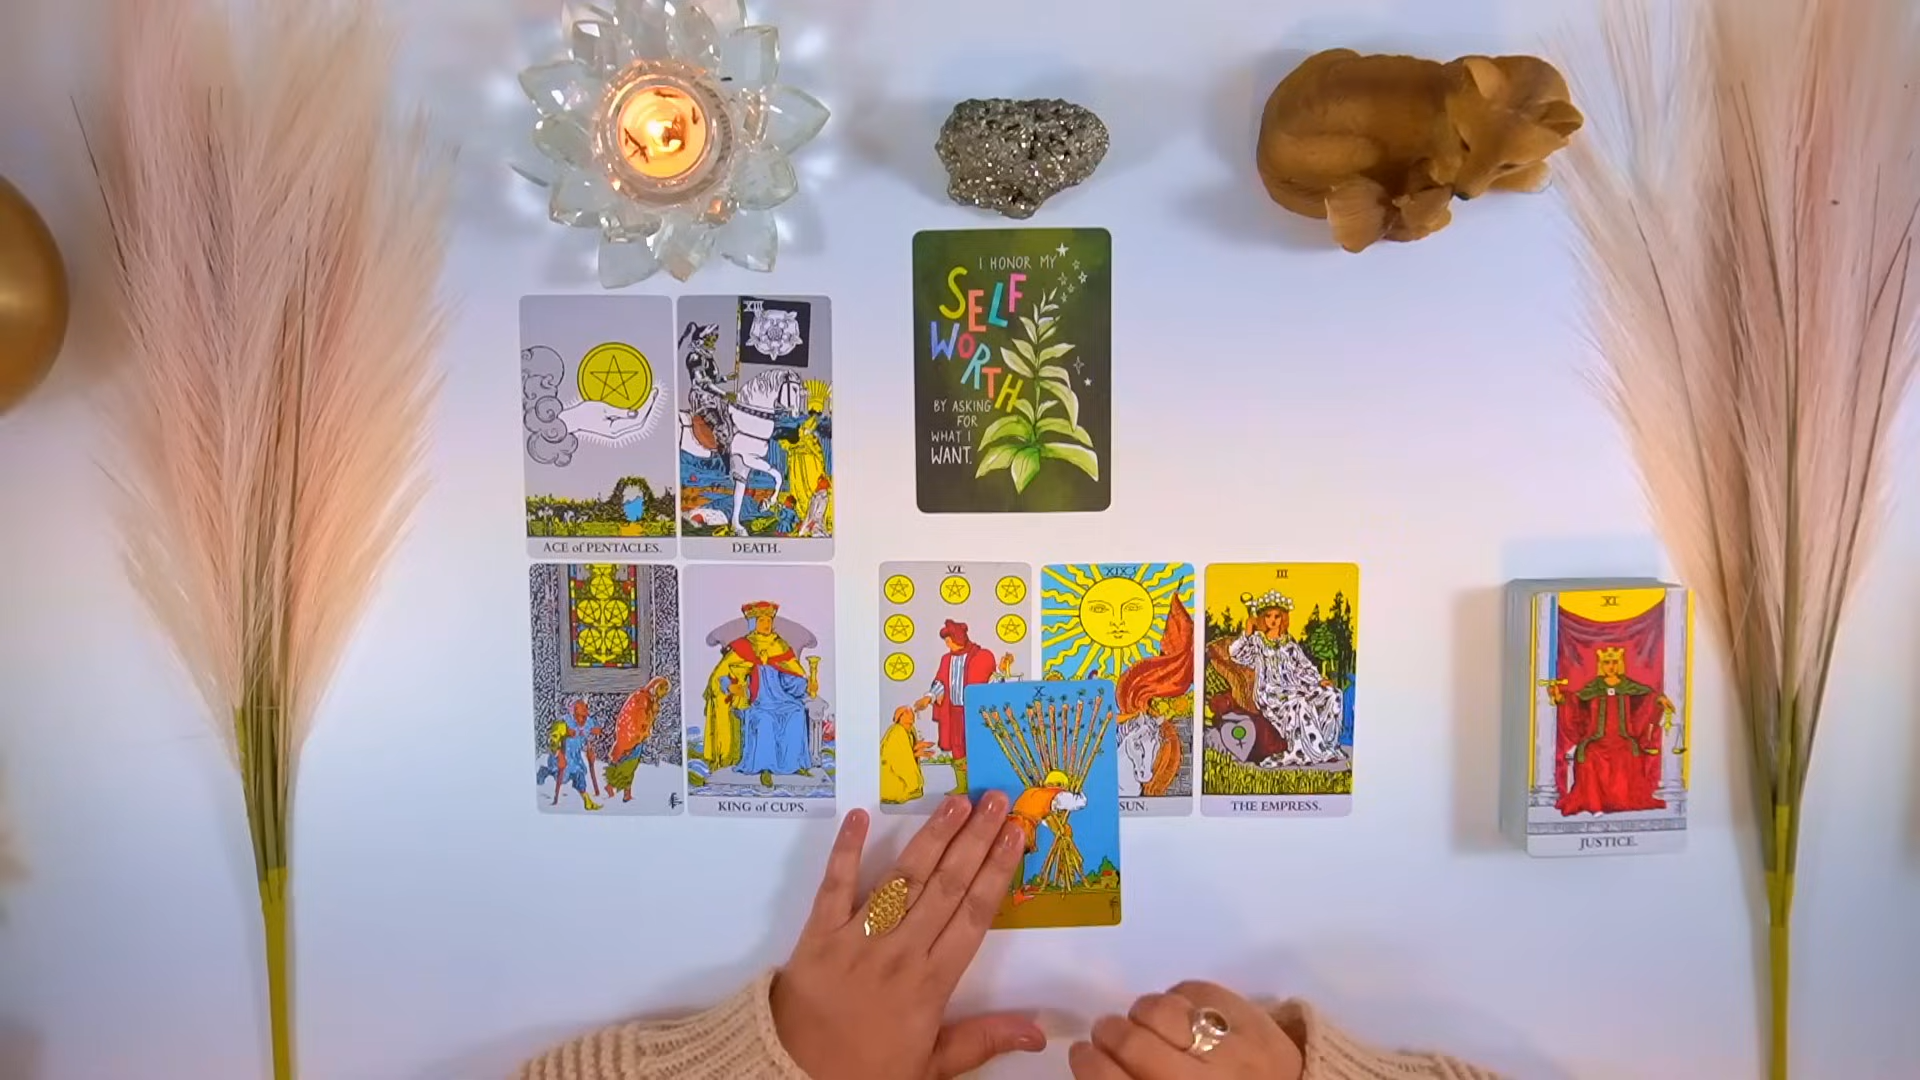 XIII
I HONOR MY
SELF
WORTH
BY ASKING
FOR
WHAT I
WANT.
ACE of PENTACLES.
DEATH.
VI
XIX
III
XI
X
KING of CUPS.
SUN.
THE EMPRESS.
JUSTICE.